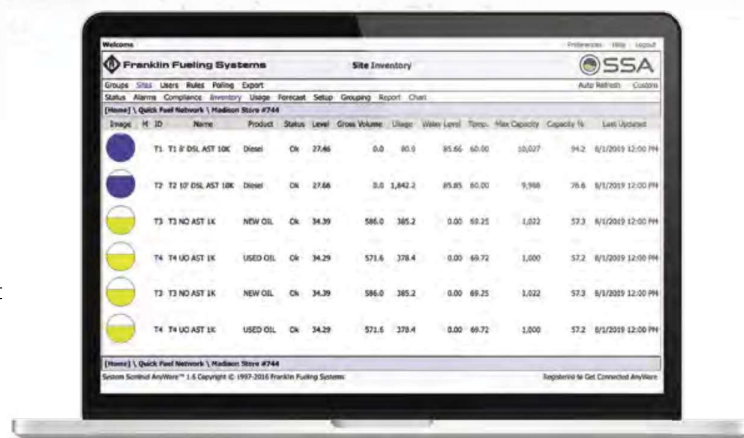 Welcome
Preferences Help Logout
Franklin Fueling Systems
Site Inventory
SSA
Groups Sites Users Rules Polling Export
Auto Refresh Custom
Status Alarms Compliance Inventory Usage Forecast Setup Grouping Report Chart
[Home] \ Quick Fuel Network \ Madison Store #744
Image M ID Name Product Status Level Gross Volume Ullage Water Level Temp. Max Capacity Capacity % Last Updated
T1 T1 8' DSL AST 10K Diesel Ok 27.66 0.0 80.9 85.66 60.00 10,027 94.2 8/1/2019 12:00 PM
T2 T2 10' DSL AST 10K Diesel Ok 27.66 0.0 1,642.2 85.85 60.00 9,988 76.6 8/1/2019 12:00 PM
T3 T3 NO AST 1K NEW OIL Ok 34.39 586.0 385.2 0.00 69.25 1,022 57.3 8/1/2019 12:00 PM
T4 T4 UO AST 1K USED OIL Ok 34.29 571.6 378.4 0.00 69.72 1,000 57.2 8/1/2019 12:00 PM
T3 T3 NO AST 1K NEW OIL Ok 34.39 586.0 385.2 0.00 69.25 1,022 57.3 8/1/2019 12:00 PM
T4 T4 UO AST 1K USED OIL Ok 34.29 571.6 378.4 0.00 69.72 1,000 57.2 8/1/2019 12:00 PM
[Home] \ Quick Fuel Network \ Madison Store #744
System Sentinel AnyWare™ 1.6 Copyright © 1997-2016 Franklin Fueling Systems
Registered to Get Connected AnyWare